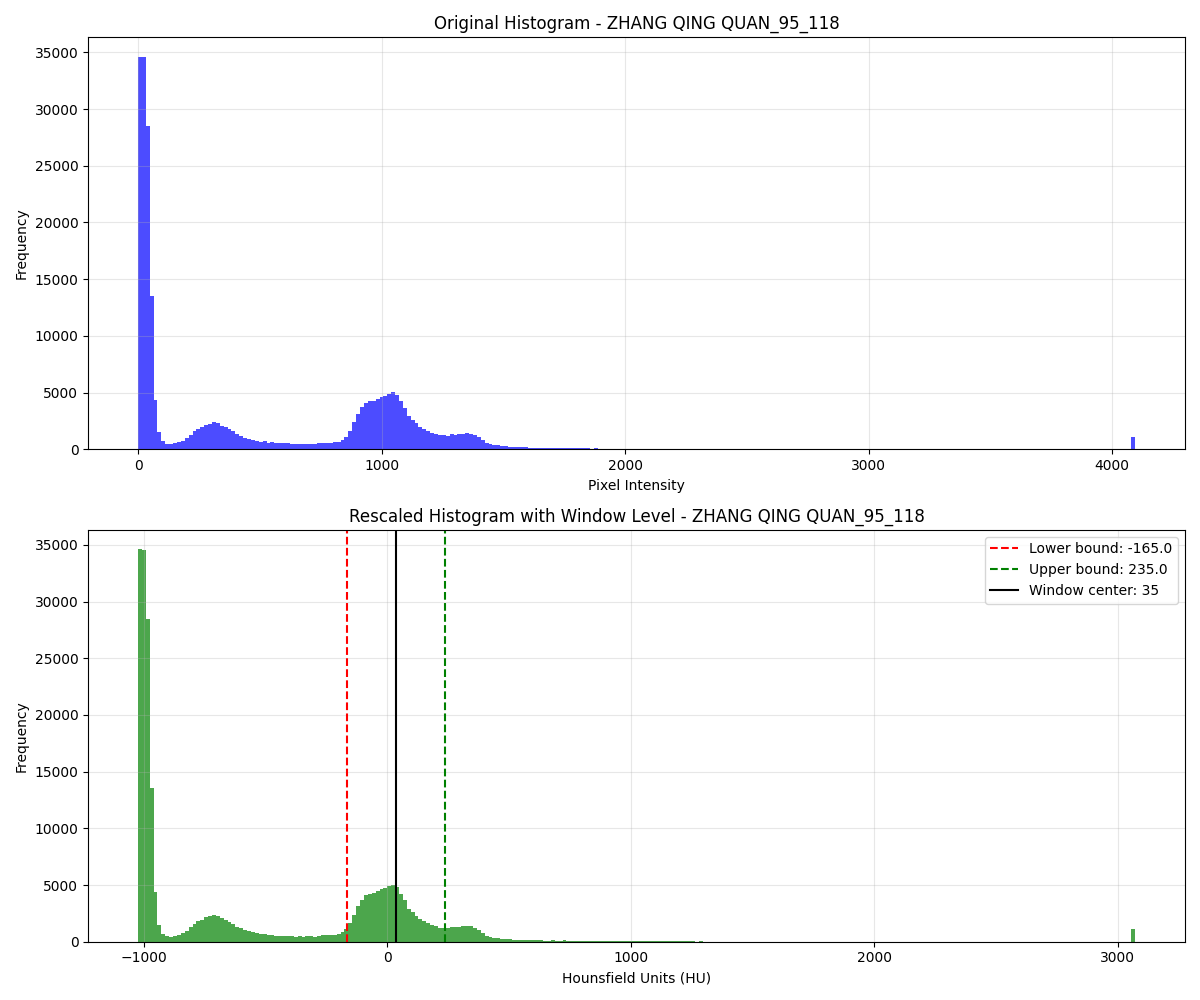 Original Histogram - ZHANG QING QUAN_95_118
35000
30000
25000
20000
15000
10000
5000
0
Frequency
0 1000 2000 3000 4000
Pixel Intensity
Rescaled Histogram with Window Level - ZHANG QING QUAN_95_118
35000
30000
25000
20000
15000
10000
5000
0
Frequency
Lower bound: -165.0
Upper bound: 235.0
Window center: 35
−1000 0 1000 2000 3000
Hounsfield Units (HU)